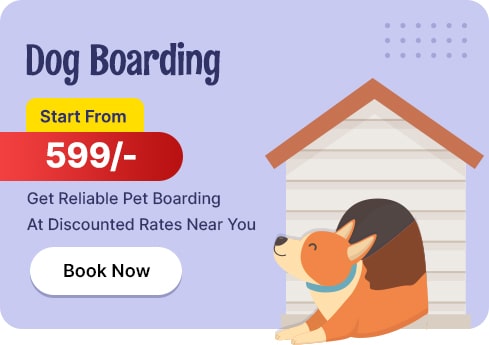 Dog Boarding
Start From
599/-
Get Reliable Pet Boarding
At Discounted Rates Near You
Book Now